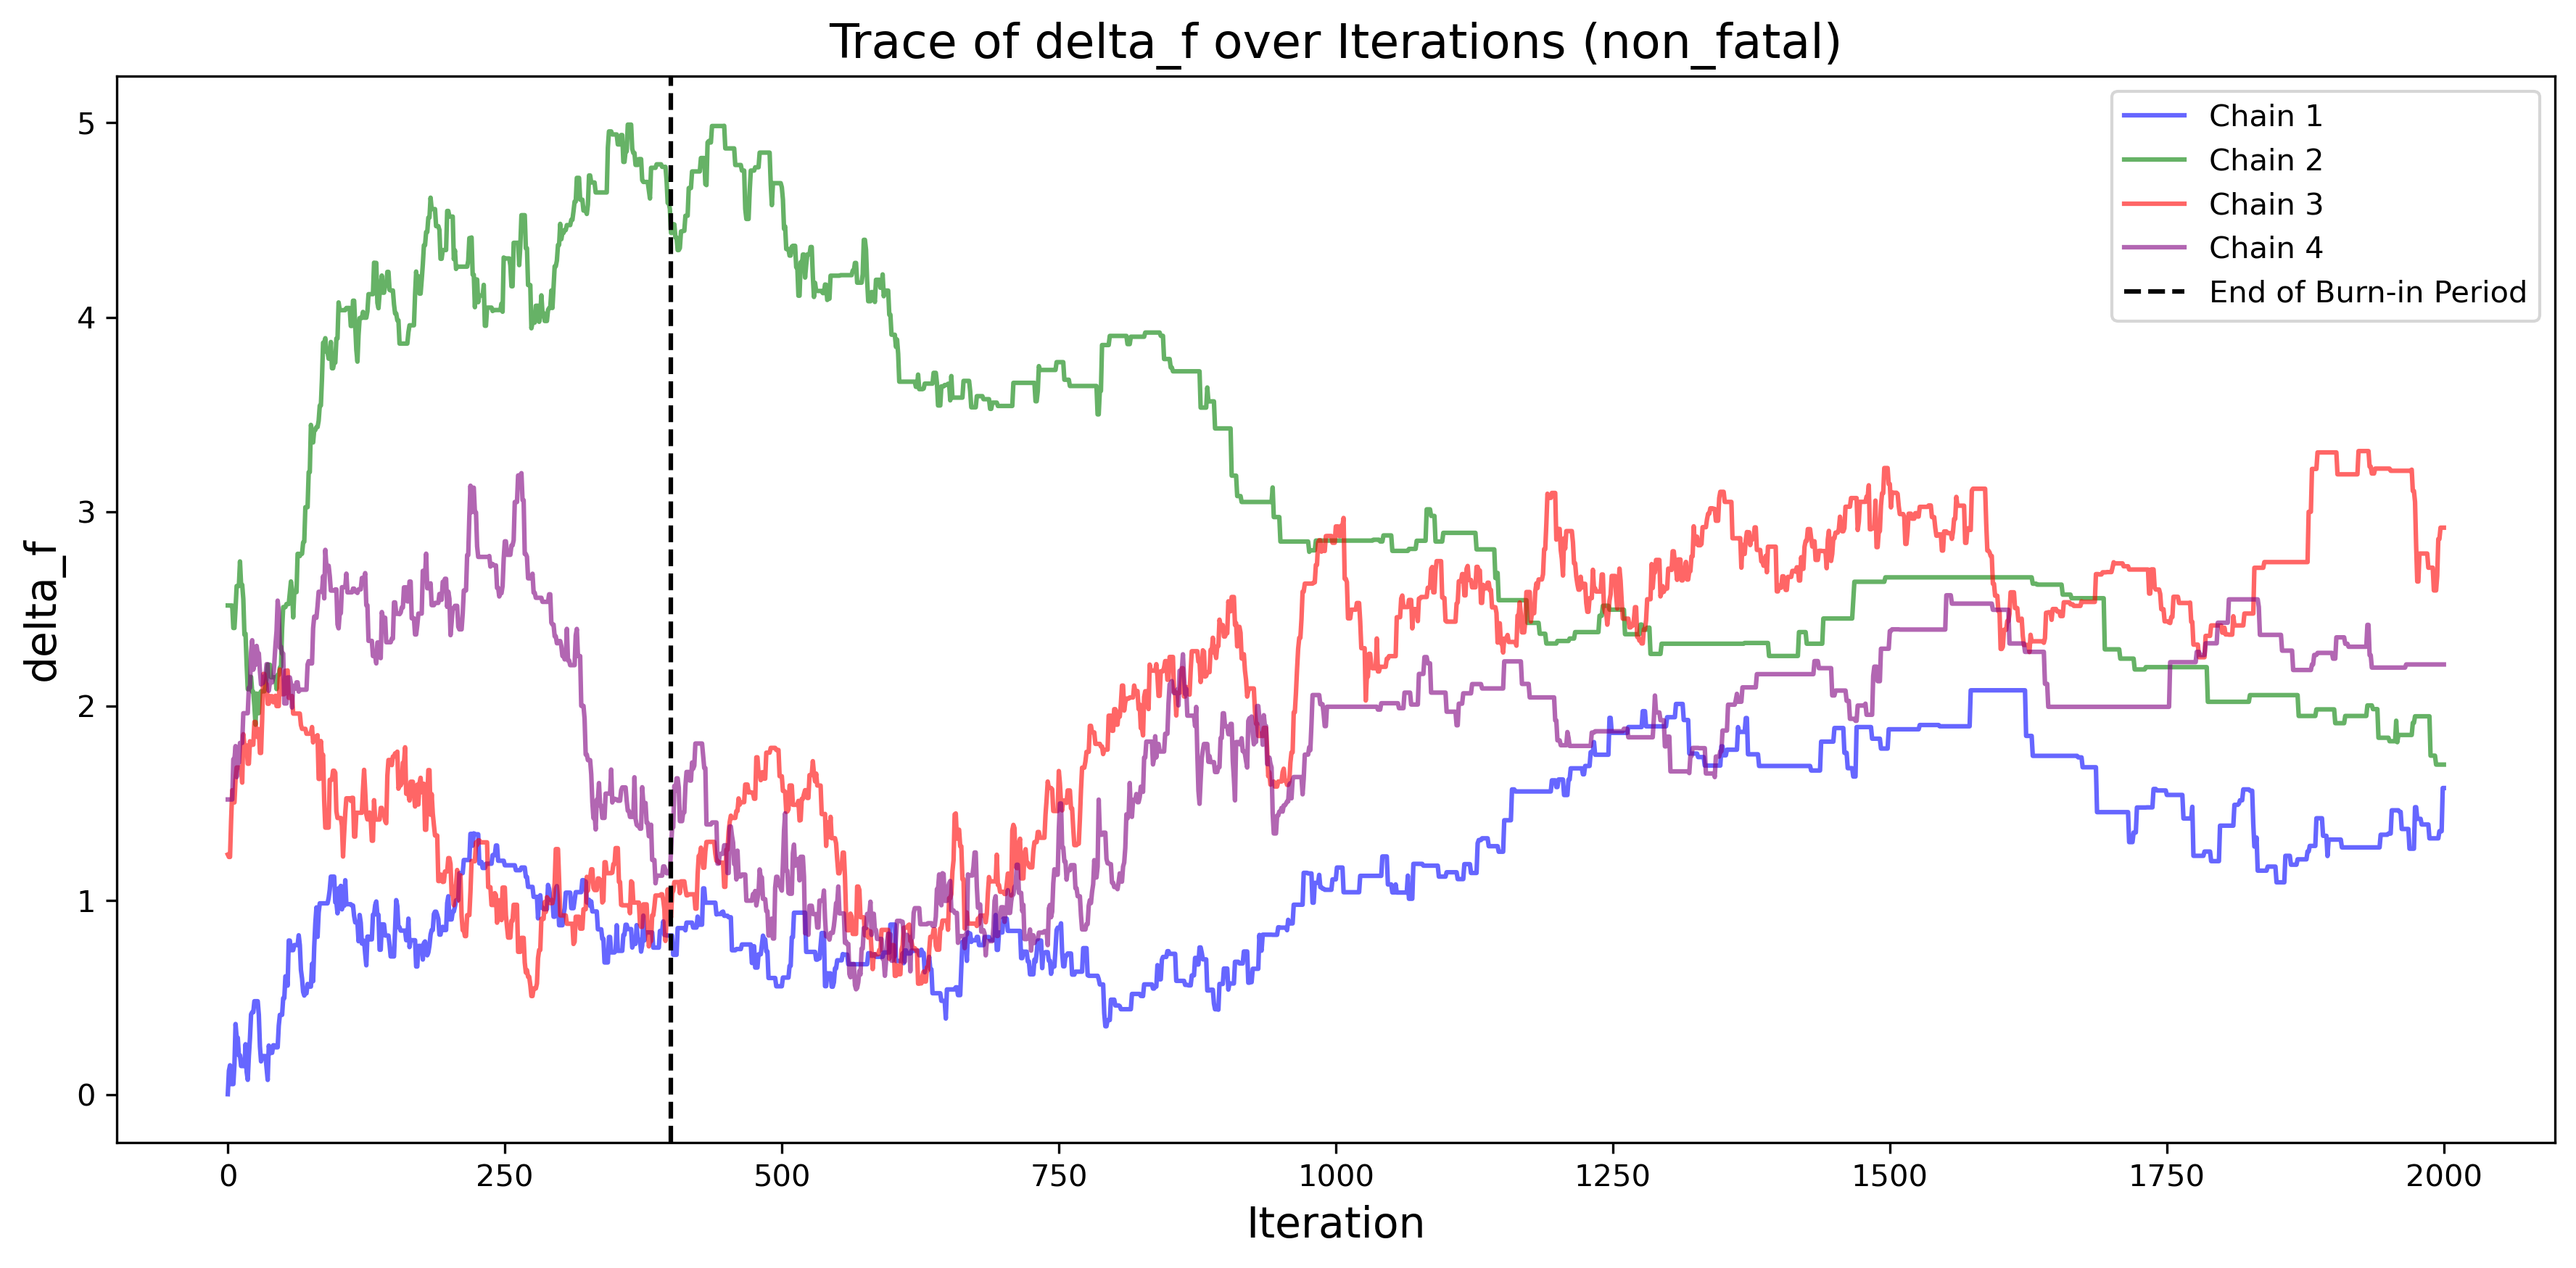 Trace of delta_f over Iterations (non_fatal)
Chain 1
Chain 2
Chain 3
Chain 4
End of Burn-in Period
delta_f
5
4
3
2
1
0
0 250 500 750 1000 1250 1500 1750 2000
Iteration